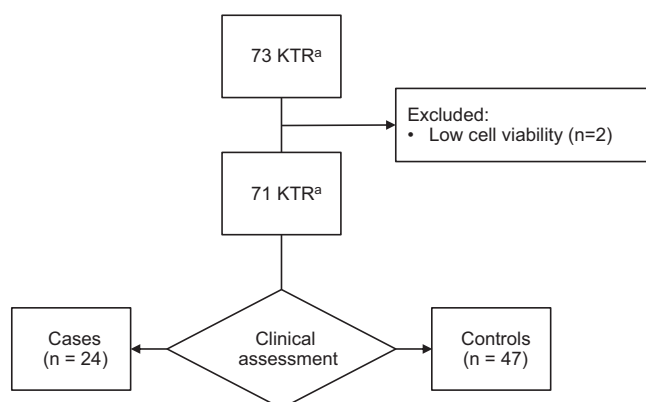 73 KTRᵃ
Excluded:
• Low cell viability (n=2)
71 KTRᵃ
Cases
(n = 24)
Clinical
assessment
Controls
(n = 47)